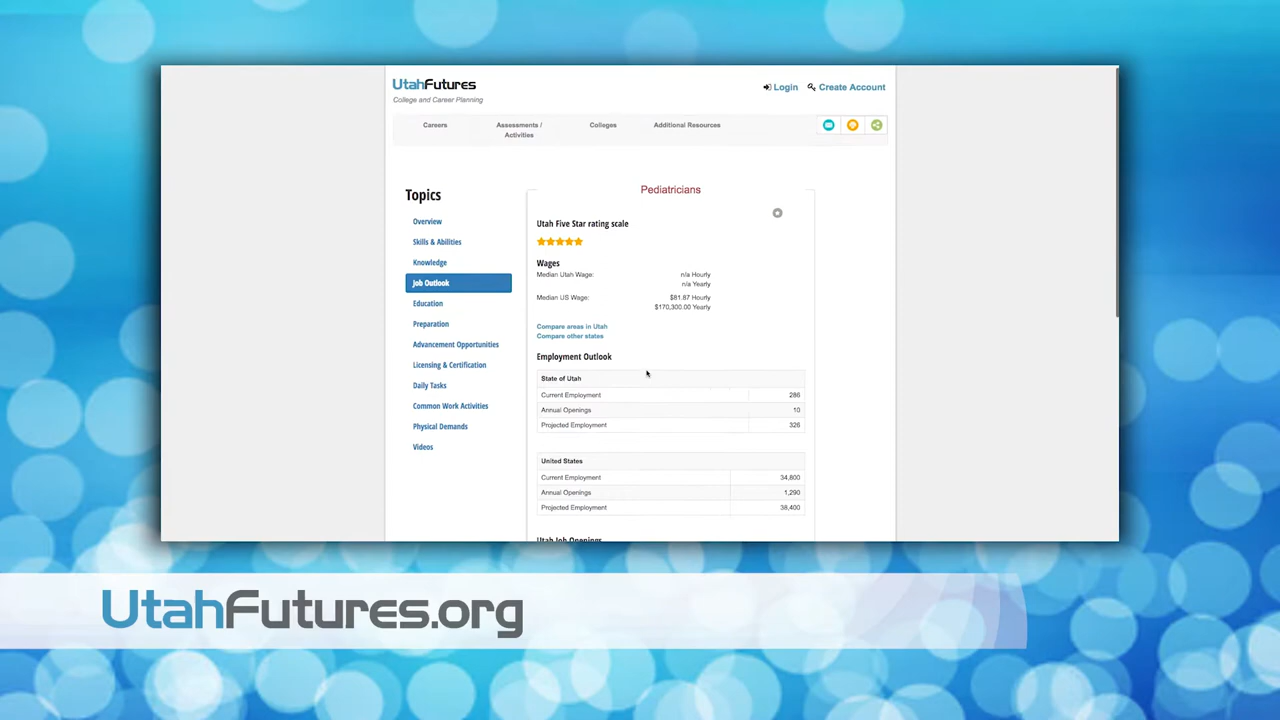 UtahFutures
College and Career Planning
Login Create Account
Careers
Assessments /
Activities
Colleges
Additional Resources
Topics
Overview
Skills & Abilities
Knowledge
Job Outlook
Education
Preparation
Advancement Opportunities
Licensing & Certification
Daily Tasks
Common Work Activities
Physical Demands
Videos
Pediatricians
Utah Five Star rating scale
Wages
Median Utah Wage: n/a Hourly
n/a Yearly
Median US Wage: $81.87 Hourly
$170,300.00 Yearly
Compare areas in Utah
Compare other states
Employment Outlook
State of Utah
Current Employment 286
Annual Openings 10
Projected Employment 326
United States
Current Employment 34,800
Annual Openings 1,290
Projected Employment 38,400
Utah Job Openings
UtahFutures.org